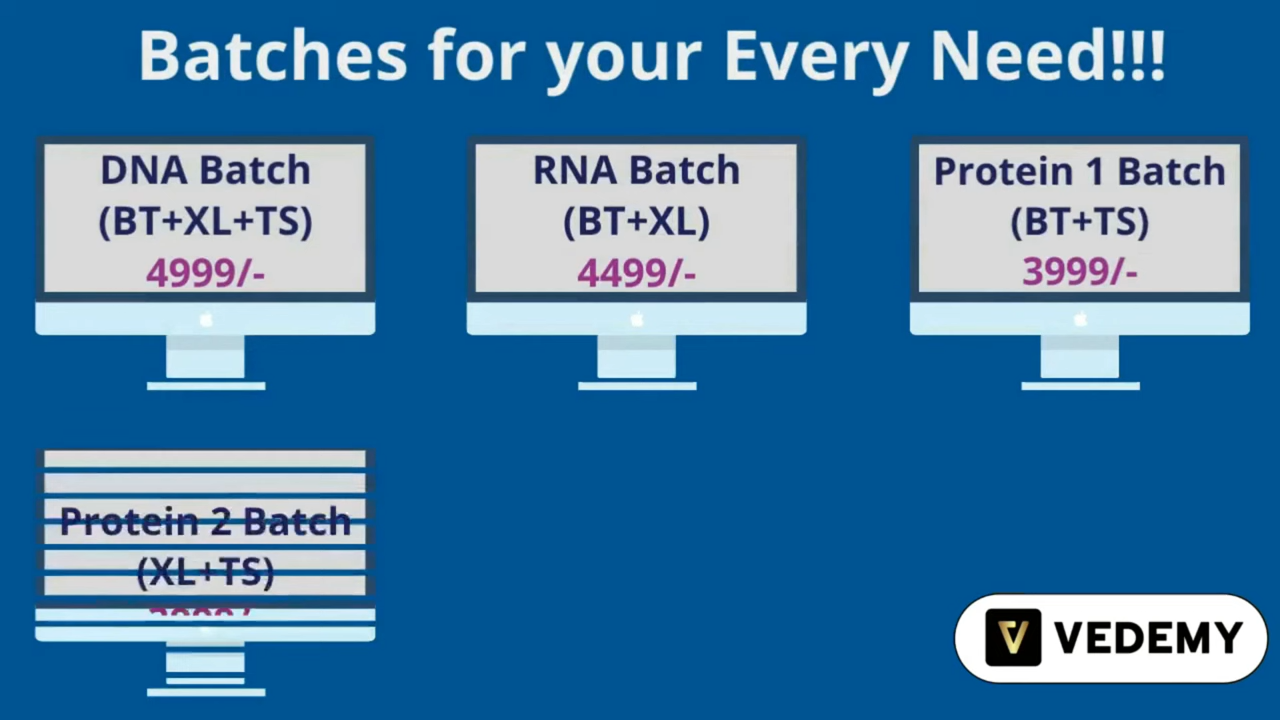 Batches for your Every Need!!!
DNA Batch
(BT+XL+TS)
4999/-
RNA Batch
(BT+XL)
4499/-
Protein 1 Batch
(BT+TS)
3999/-
Protein 2 Batch
(XL+TS)
VEDEMY